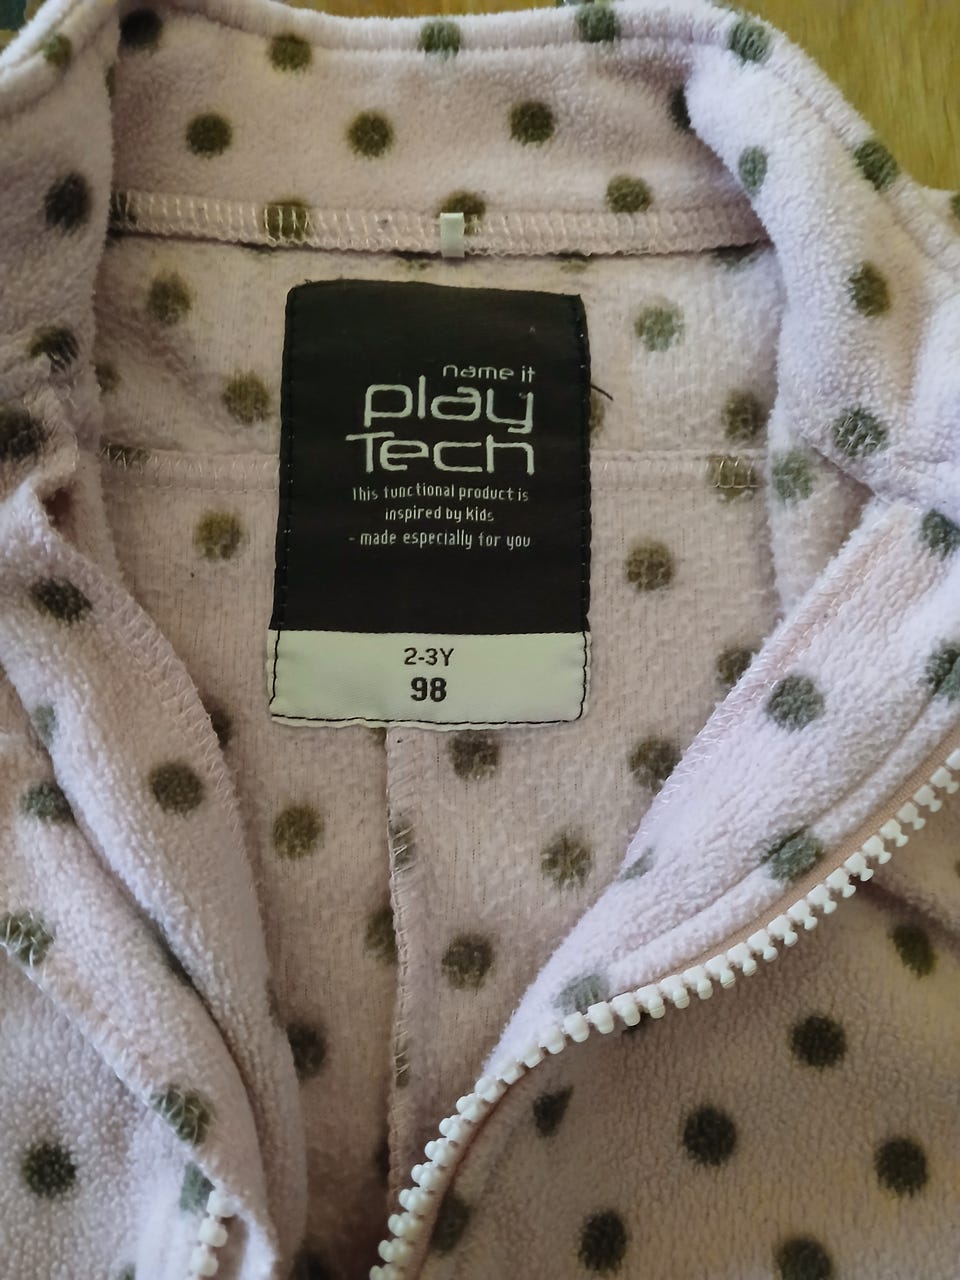 name it
play
Tech
This functional product is
inspired by kids
- made especially for you
2-3Y
98